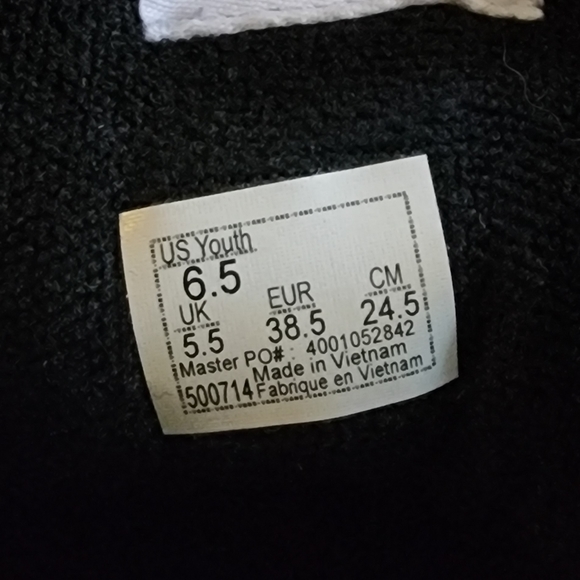 US Youth
6.5
UK EUR CM
5.5 38.5 24.5
Master PO# : 4001052842
Made in Vietnam
500714 Fabrique en Vietnam